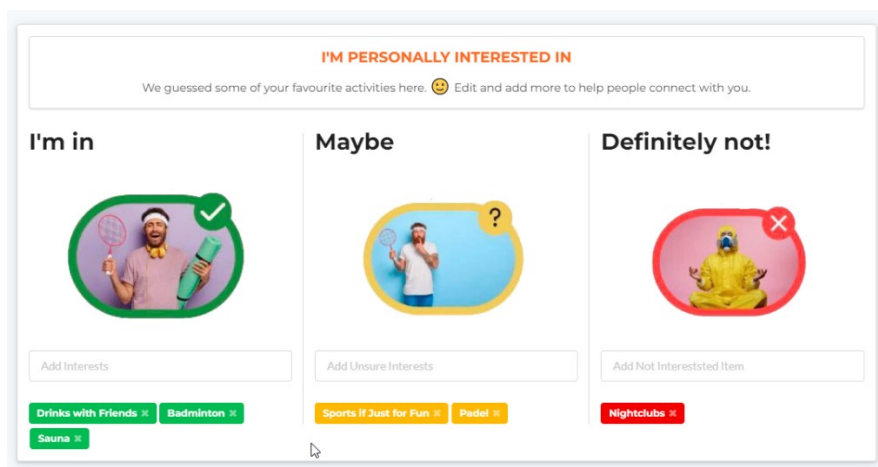 I'M PERSONALLY INTERESTED IN
We guessed some of your favourite activities here. 🙂 Edit and add more to help people connect with you.
I'm in
Maybe
Definitely not!
?
Add Interests
Add Unsure Interests
Add Not Intereststed Item
Drinks with Friends × Badminton ×
Sauna ×
Sports if Just for Fun × Padel ×
Nightclubs ×